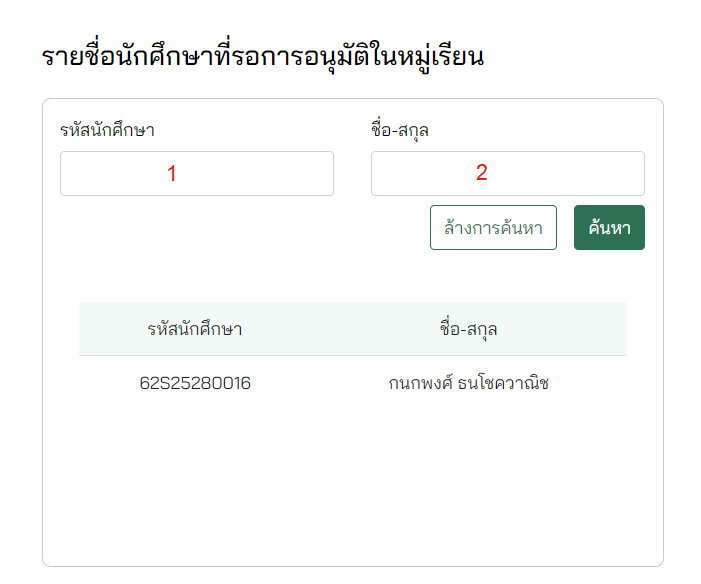 รายชื่อนักศึกษาที่รอการอนุมัติในหมู่เรียน
รหัสนักศึกษา ชื่อ-สกุล
1 2
ล้างการค้นหา ค้นหา
รหัสนักศึกษา ชื่อ-สกุล
62S25280016 กนกพงศ์ ธนโชควาณิช